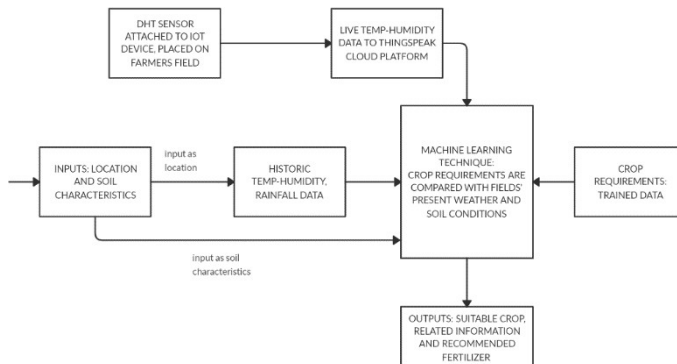 DHT SENSOR
ATTACHED TO IOT
DEVICE, PLACED ON
FARMERS FIELD
LIVE TEMP-HUMIDITY
DATA TO THINGSPEAK
CLOUD PLATFORM
INPUTS: LOCATION
AND SOIL
CHARACTERISTICS
input as
location
HISTORIC
TEMP-HUMIDITY,
RAINFALL DATA
MACHINE LEARNING
TECHNIQUE:
CROP REQUIREMENTS ARE
COMPARED WITH FIELDS'
PRESENT WEATHER AND
SOIL CONDITIONS
CROP
REQUIREMENTS:
TRAINED DATA
input as soil
characteristics
OUTPUTS: SUITABLE CROP,
RELATED INFORMATION
AND RECOMMENDED
FERTILIZER